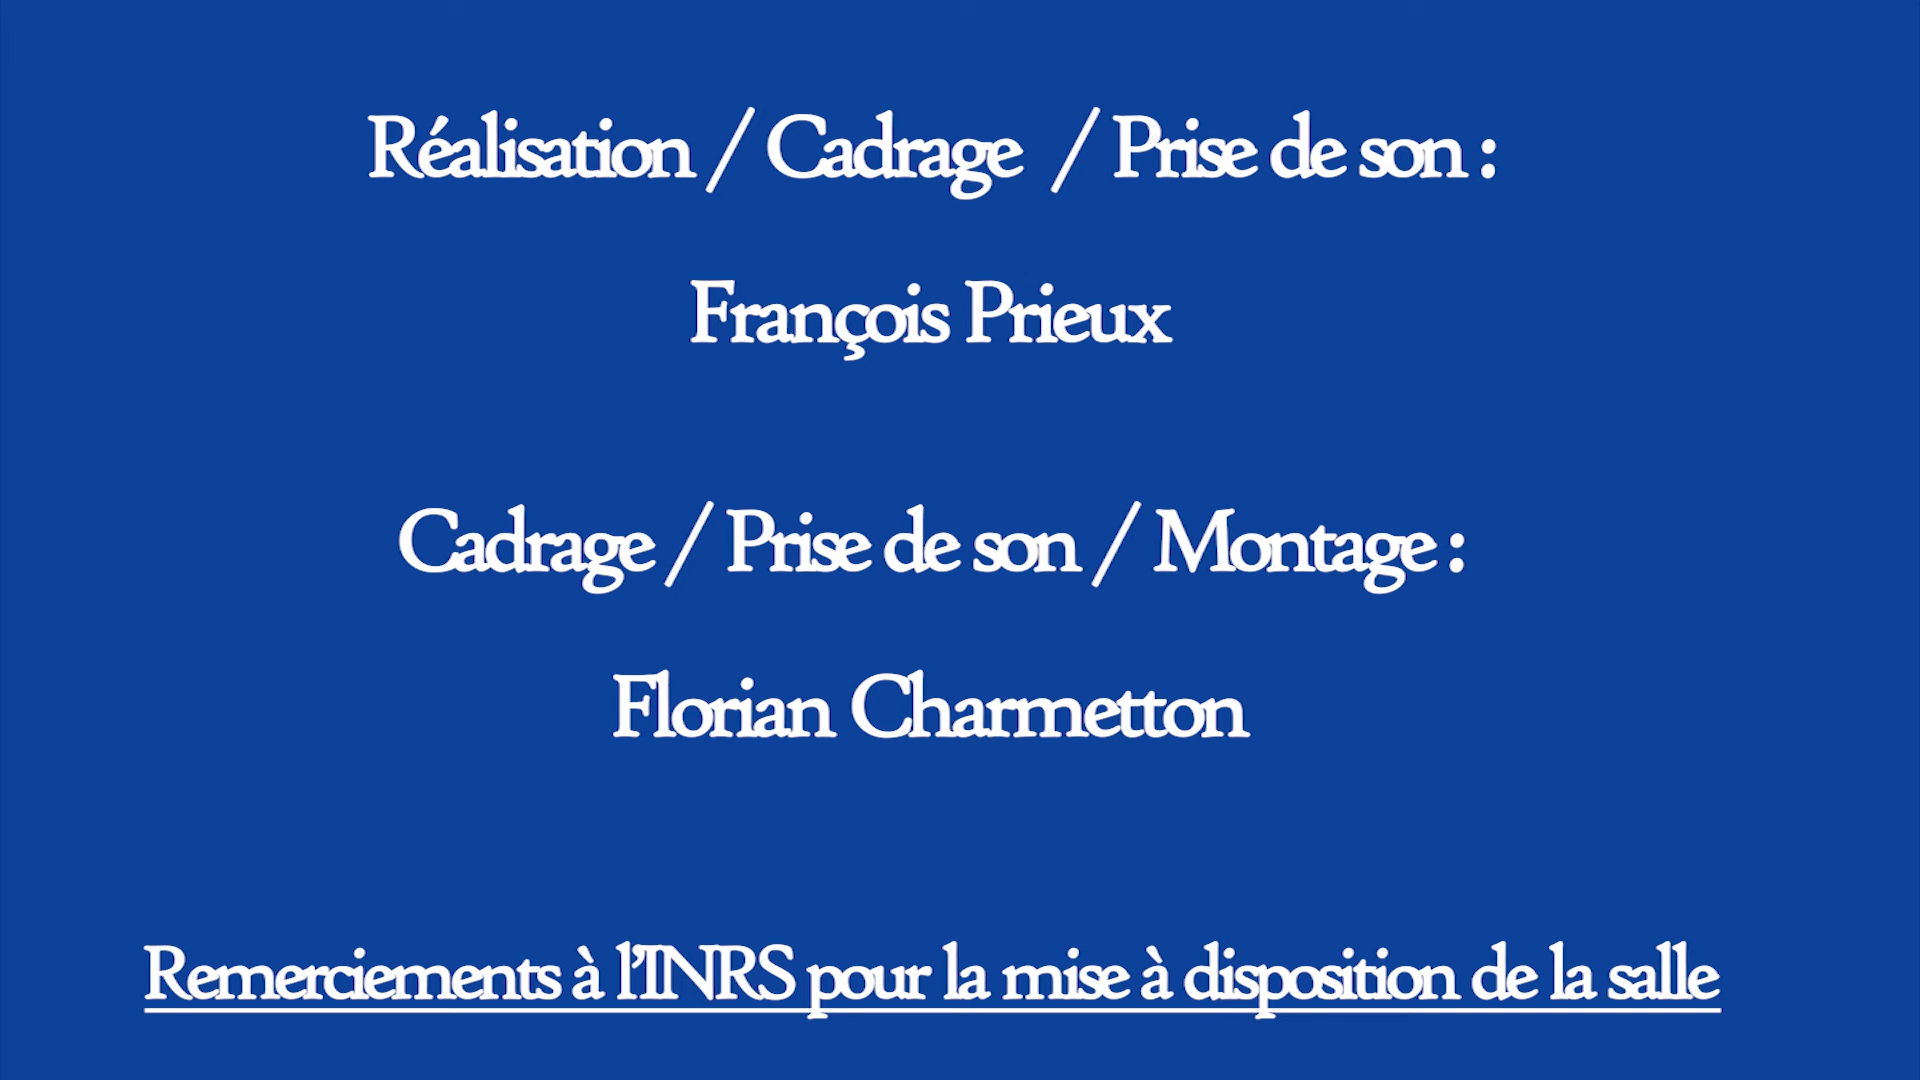 Réalisation / Cadrage / Prise de son :
François Prieux
Cadrage / Prise de son / Montage :
Florian Charmetton
Remerciements à l’INRS pour la mise à disposition de la salle